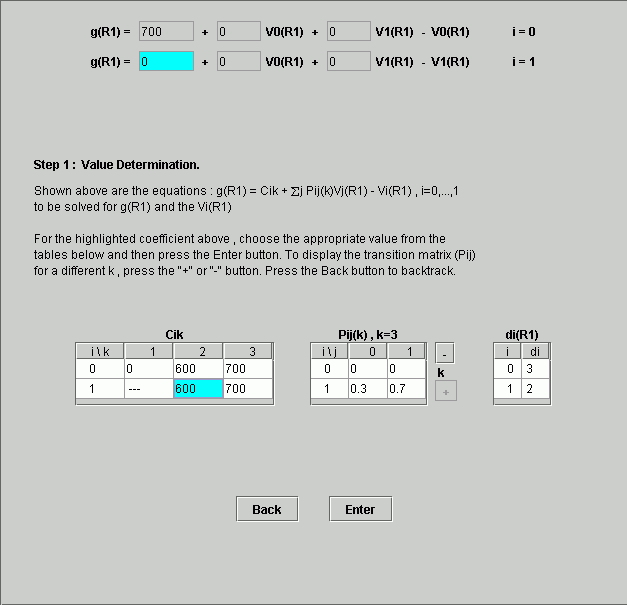 g(R1) = 700 + 0 V0(R1) + 0 V1(R1) - V0(R1) i = 0
g(R1) = 0 + 0 V0(R1) + 0 V1(R1) - V1(R1) i = 1
Step 1 : Value Determination.
Shown above are the equations : g(R1) = Cik + Σj Pij(k)Vj(R1) - Vi(R1) , i=0,...,1
to be solved for g(R1) and the Vi(R1)
For the highlighted coefficient above , choose the appropriate value from the
tables below and then press the Enter button. To display the transition matrix (Pij)
for a different k , press the "+" or "-" button. Press the Back button to backtrack.
Cik Pij(k) , k=3 di(R1)
i \ k 1 2 3 i \ j 0 1 - i di
0 0 600 700 0 0 0 k 0 3
1 --- 600 700 1 0.3 0.7 + 1 2
Back Enter